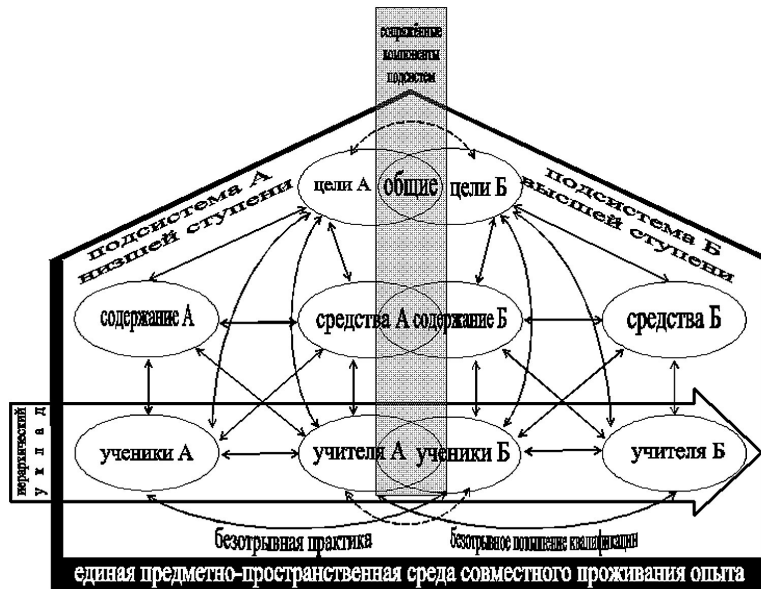 сопряжённые
компоненты
подсистем
подсистема А
низшей ступени
подсистема Б
высшей ступени
цели А
общие
цели Б
содержание А
средства А
содержание Б
средства Б
иерархический
уклад
ученики А
учителя А
ученики Б
учителя Б
безотрывная практика
безотрывное повышение квалификации
единая предметно-пространственная среда совместного проживания опыта